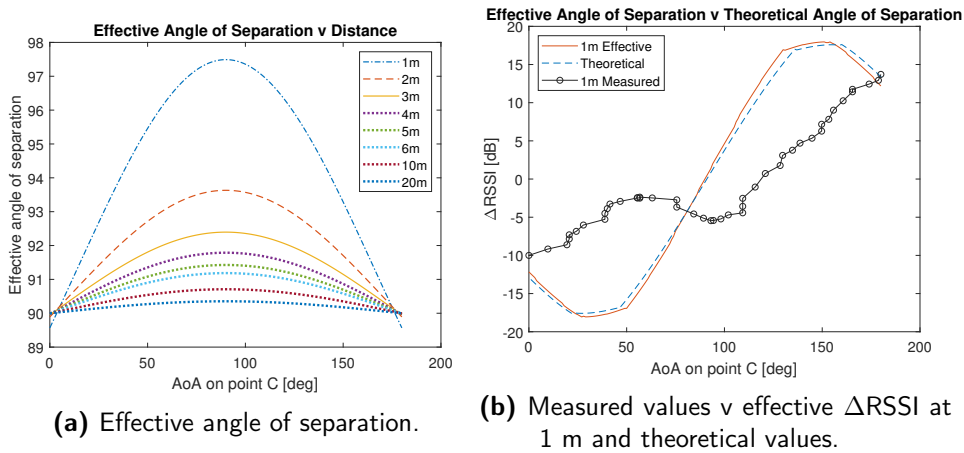 Effective Angle of Separation v Distance
98
97
96
95
94
93
92
91
90
89
0
50
100
150
200
Effective angle of separation
AoA on point C [deg]
1m
2m
3m
4m
5m
6m
10m
20m
(a) Effective angle of separation.
Effective Angle of Separation v Theoretical Angle of Separation
20
15
10
5
0
-5
-10
-15
-20
0
50
100
150
200
ΔRSSI [dB]
AoA on point C [deg]
1m Effective
Theoretical
1m Measured
(b) Measured values v effective ΔRSSI at
1 m and theoretical values.